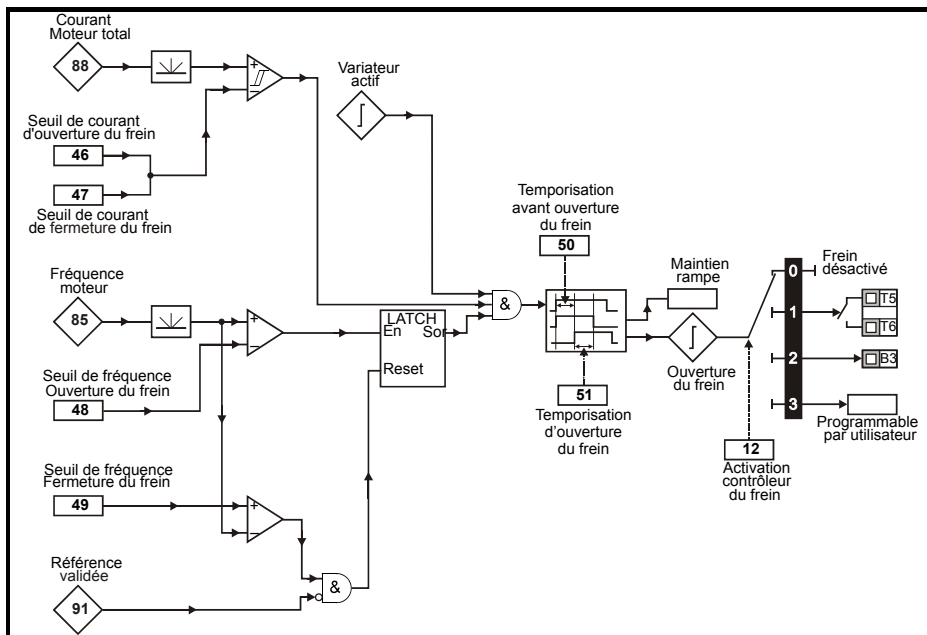 Courant
Moteur total
88
+
−
Variateur
actif
Seuil de courant
d'ouverture du frein
46
47
Seuil de courant
de fermeture du frein
Temporisation
avant ouverture
du frein
50
Fréquence
moteur
85
+
−
LATCH
En
Sor
Reset
&
Maintien
rampe
Ouverture
du frein
51
Temporisation
d’ouverture
du frein
0
Frein
désactivé
1
T5
T6
2
B3
3
Programmable
par utilisateur
12
Activation
contrôleur
du frein
Seuil de fréquence
Ouverture du frein
48
Seuil de fréquence
Fermeture du frein
49
+
−
Référence
validée
91
&